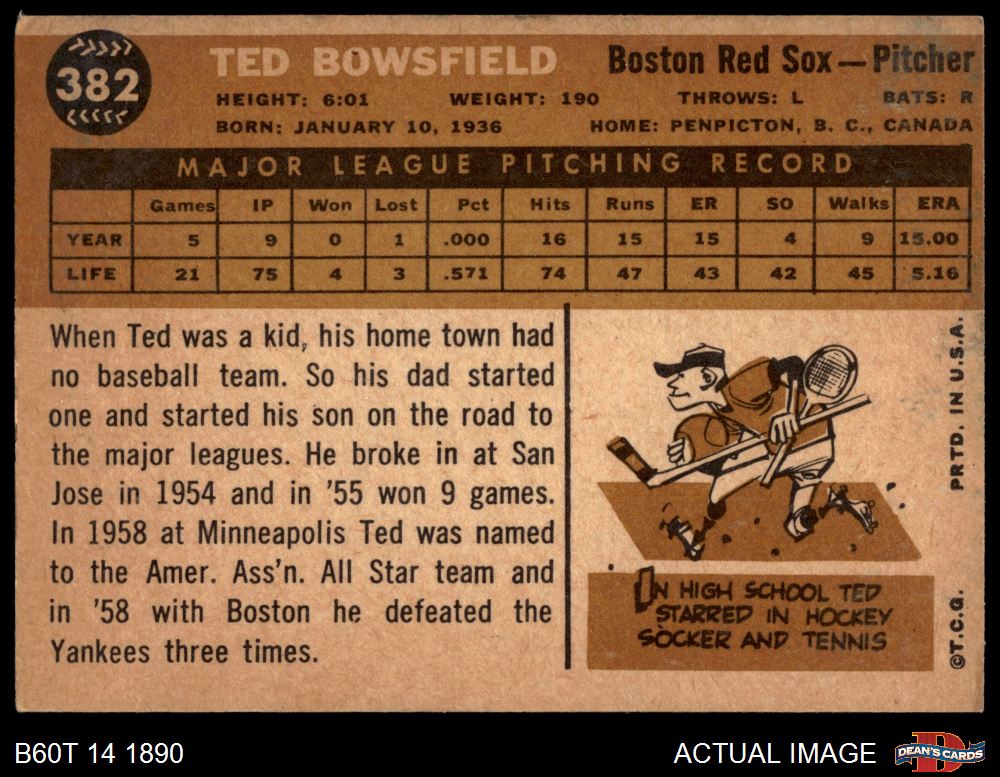 382
TED BOWSFIELD Boston Red Sox—Pitcher
HEIGHT: 6:01 WEIGHT: 190 THROWS: L BATS: R
BORN: JANUARY 10, 1936 HOME: PENPICTON, B. C., CANADA
MAJOR LEAGUE PITCHING RECORD
Games IP Won Lost Pct Hits Runs ER SO Walks ERA
YEAR 5 9 0 1 .000 16 15 15 4 9 15.00
LIFE 21 75 4 3 .571 74 47 43 42 45 5.16
When Ted was a kid, his home town had
no baseball team. So his dad started
one and started his son on the road to
the major leagues. He broke in at San
Jose in 1954 and in '55 won 9 games.
In 1958 at Minneapolis Ted was named
to the Amer. Ass'n. All Star team and
in '58 with Boston he defeated the
Yankees three times.
IN HIGH SCHOOL TED
STARRED IN HOCKEY
SOCKER AND TENNIS
©T.C.G. PRTD. IN U.S.A.
B60T 14 1890 ACTUAL IMAGE
D
DEAN'S CARDS